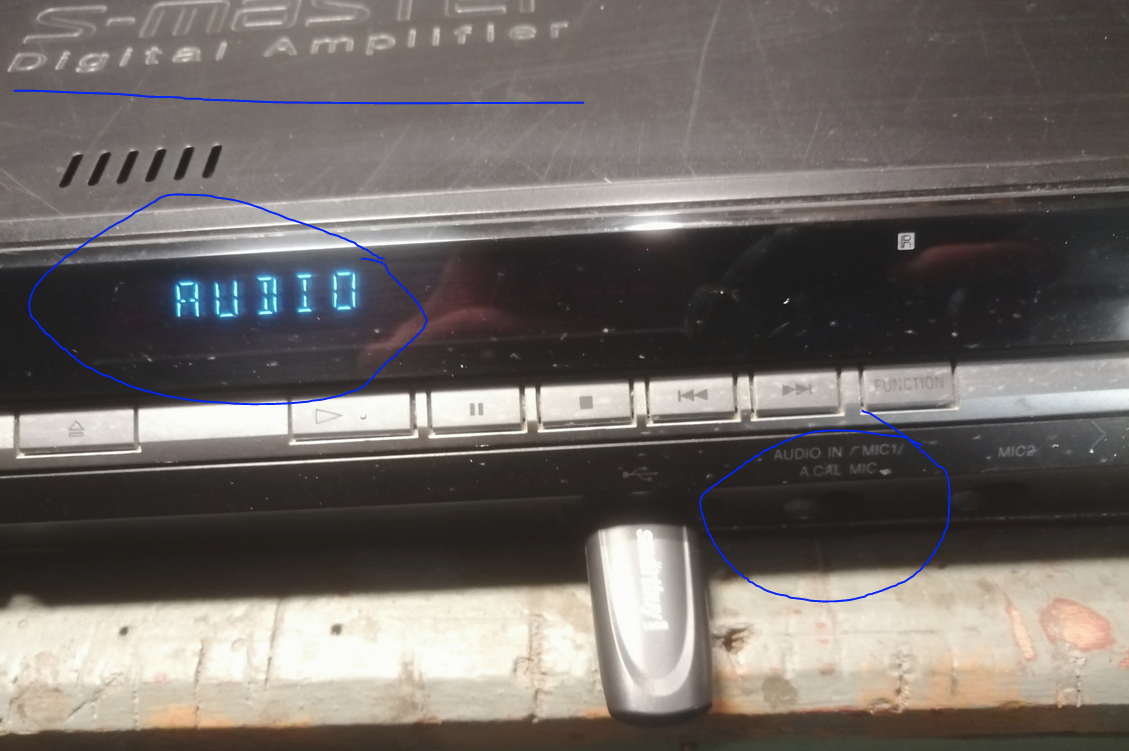 S-MASTER
Digital Amplifier
AUDIO
FUNCTION
AUDIO IN / MIC1/
A.CAL MIC
MIC2